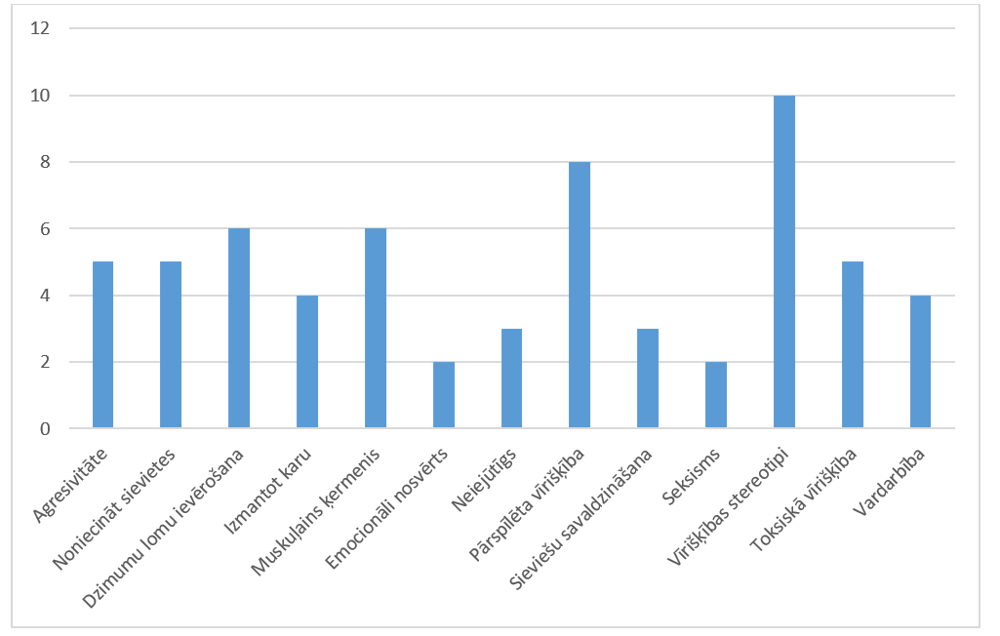 12
10
8
6
4
2
0
Agresivitāte
Noniecināt sievietes
Dzimumu lomu ievērošana
Izmantot karu
Muskuļains ķermenis
Emocionāli nosvērts
Neiejūtīgs
Pārspīlēta vīrišķība
Sieviešu savaldzināšana
Seksisms
Vīrišķības stereotipi
Toksiskā vīrišķība
Vardarbība